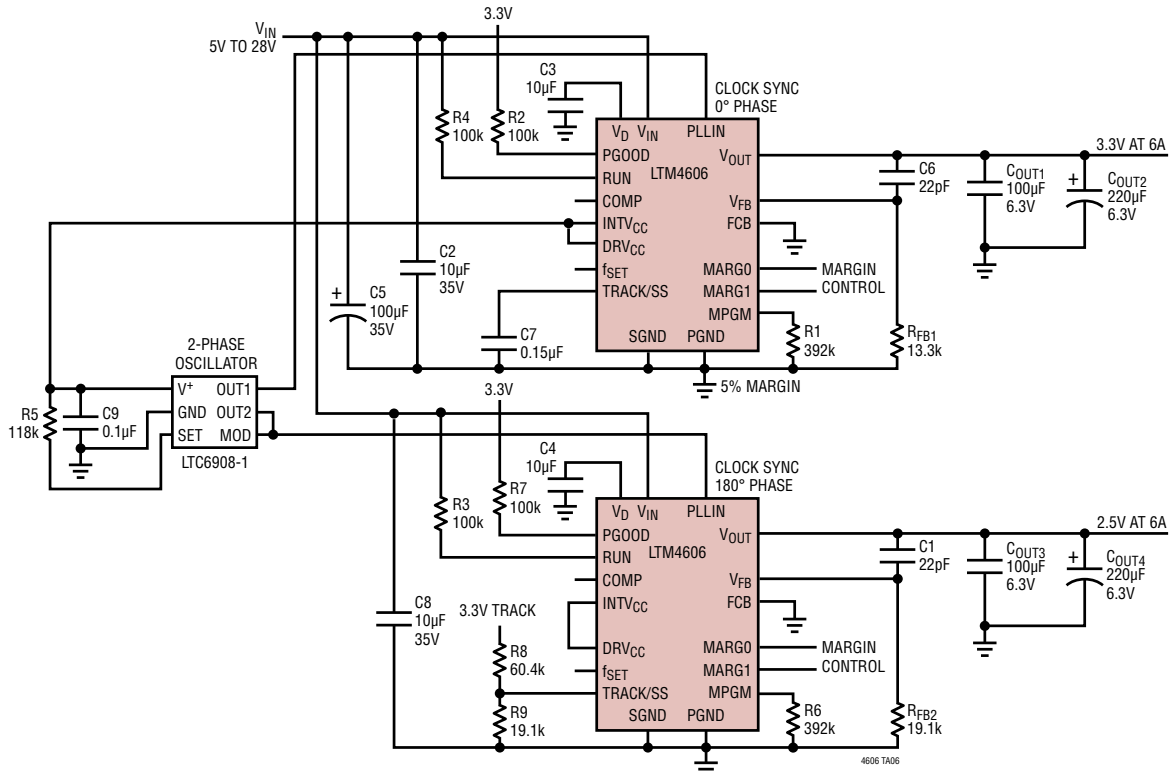 VIN
5V TO 28V
3.3V
C3
10µF
CLOCK SYNC
0° PHASE
R4
100k
R2
100k
VD
VIN
PLLIN
PGOOD
RUN
COMP
INTVCC
DRVCC
fSET
TRACK/SS
SGND
PGND
LTM4606
VOUT
VFB
FCB
MARG0
MARG1
MPGM
MARGIN
CONTROL
3.3V AT 6A
C6
22pF
COUT1
100µF
6.3V
+
COUT2
220µF
6.3V
C2
10µF
35V
+
C5
100µF
35V
C7
0.15µF
R1
392k
RFB1
13.3k
5% MARGIN
2-PHASE
OSCILLATOR
V+
OUT1
GND
OUT2
SET
MOD
LTC6908-1
R5
118k
C9
0.1µF
3.3V
C4
10µF
CLOCK SYNC
180° PHASE
R3
100k
R7
100k
VD
VIN
PLLIN
PGOOD
RUN
COMP
INTVCC
DRVCC
fSET
TRACK/SS
SGND
PGND
LTM4606
VOUT
VFB
FCB
MARG0
MARG1
MPGM
MARGIN
CONTROL
2.5V AT 6A
C1
22pF
COUT3
100µF
6.3V
+
COUT4
220µF
6.3V
C8
10µF
35V
3.3V TRACK
R8
60.4k
R9
19.1k
R6
392k
RFB2
19.1k
4606 TA06